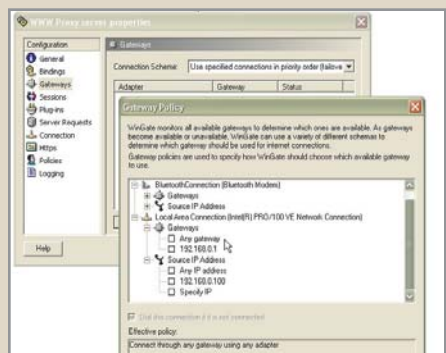 WWW Proxy server properties
Configuration
General
Bindings
Gateways
Sessions
Plug-ins
Server Requests
Connection
Https
Policies
Logging
Gateways
Connection Scheme: Use specified connections in priority order (failove
Adapter Gateway Status
Gateway Policy
WinGate monitors all available gateways to determine which ones are available. As gateways
become available or unavailable, WinGate can use a variety of different schemas to
determine which gateway should be used for internet connections.
Gateway policies are used to specify how WinGate should choose which available gateway
to use.
BluetoothConnection (Bluetooth Modem)
Gateways
Source IP Address
Local Area Connection (Intel(R) PRO/100 VE Network Connection)
Gateways
Any gateway
192.168.0.1
Source IP Address
Any IP address
192.168.0.100
Specify IP
Dial this connection if it is not connected
Effective policy:
Connect through any gateway using any adapter
Help